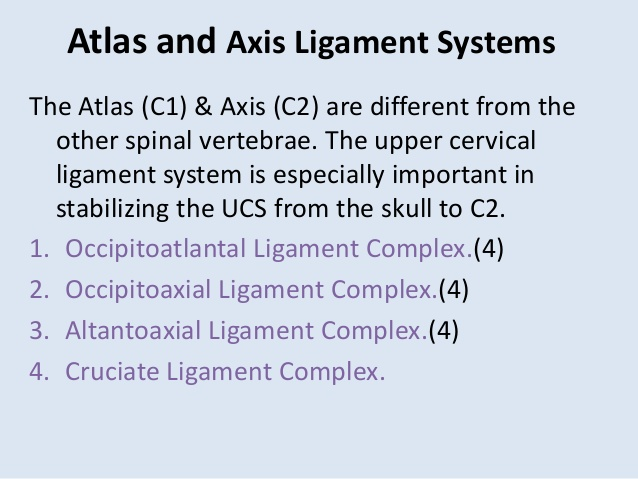 Atlas and Axis Ligament Systems
The Atlas (C1) & Axis (C2) are different from the
other spinal vertebrae. The upper cervical
ligament system is especially important in
stabilizing the UCS from the skull to C2.
1. Occipitoatlantal Ligament Complex.(4)
2. Occipitoaxial Ligament Complex.(4)
3. Altantoaxial Ligament Complex.(4)
4. Cruciate Ligament Complex.